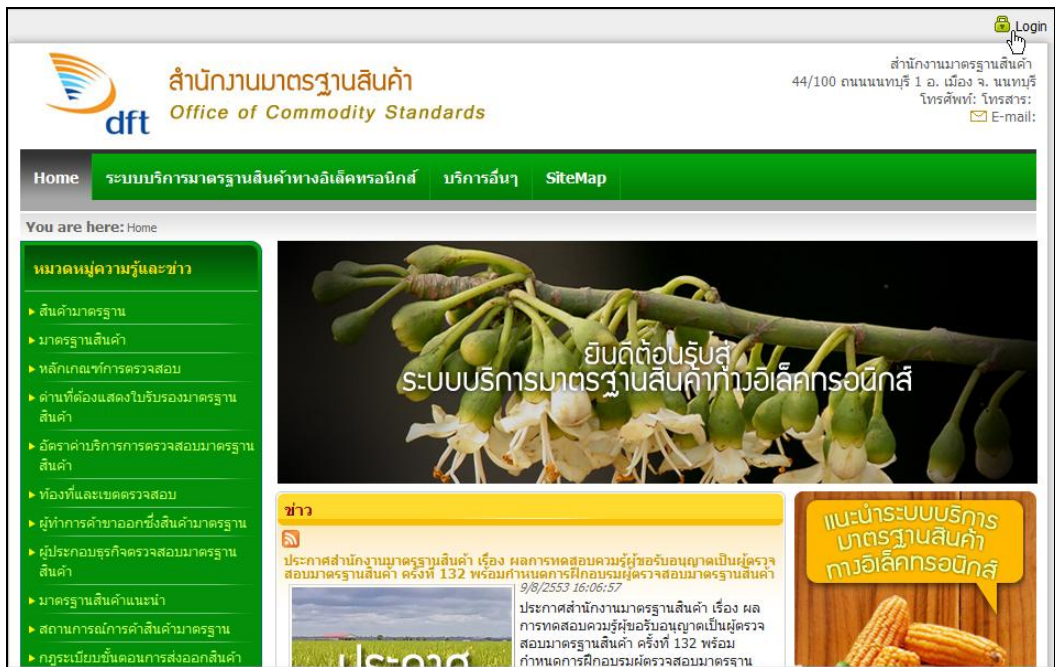 Login
สำนักงานมาตรฐานสินค้า
44/100 ถนนนนทบุรี 1 อ. เมือง จ. นนทบุรี
โทรศัพท์: โทรสาร:
E-mail:
dft
สำนักงานมาตรฐานสินค้า
Office of Commodity Standards
Home ระบบบริการมาตรฐานสินค้าทางอิเล็คทรอนิกส์ บริการอื่นๆ SiteMap
You are here: Home
หมวดหมู่ความรู้และข่าว
สินค้ามาตรฐาน
มาตรฐานสินค้า
หลักเกณฑ์การตรวจสอบ
ด่านที่ต้องแสดงใบรับรองมาตรฐาน
สินค้า
อัตราค่าบริการการตรวจสอบมาตรฐาน
สินค้า
ท้องที่และเขตตรวจสอบ
ผู้ทำการค้าขาออกซึ่งสินค้ามาตรฐาน
ผู้ประกอบธุรกิจตรวจสอบมาตรฐาน
สินค้า
มาตรฐานสินค้าแนะนำ
สถานการณ์การค้าสินค้ามาตรฐาน
กฎระเบียบขั้นตอนการส่งออกสินค้า
ยินดีต้อนรับสู่
ระบบบริการมาตรฐานสินค้าทางอิเล็คทรอนิกส์
ข่าว
ประกาศสำนักงานมาตรฐานสินค้า เรื่อง ผลการทดสอบความรู้ผู้ขอรับอนุญาตเป็นผู้ตรวจ
สอบมาตรฐานสินค้า ครั้งที่ 132 พร้อมกำหนดการฝึกอบรมผู้ตรวจสอบมาตรฐานสินค้า
9/8/2553 16:06:57
ประกาศสำนักงานมาตรฐานสินค้า เรื่อง ผล
การทดสอบความรู้ผู้ขอรับอนุญาตเป็นผู้ตรวจ
สอบมาตรฐานสินค้า ครั้งที่ 132 พร้อม
กำหนดการฝึกอบรมผู้ตรวจสอบมาตรฐาน
ประกาศ
แนะนำระบบบริการ
มาตรฐานสินค้า
ทางอิเล็คทรอนิคส์